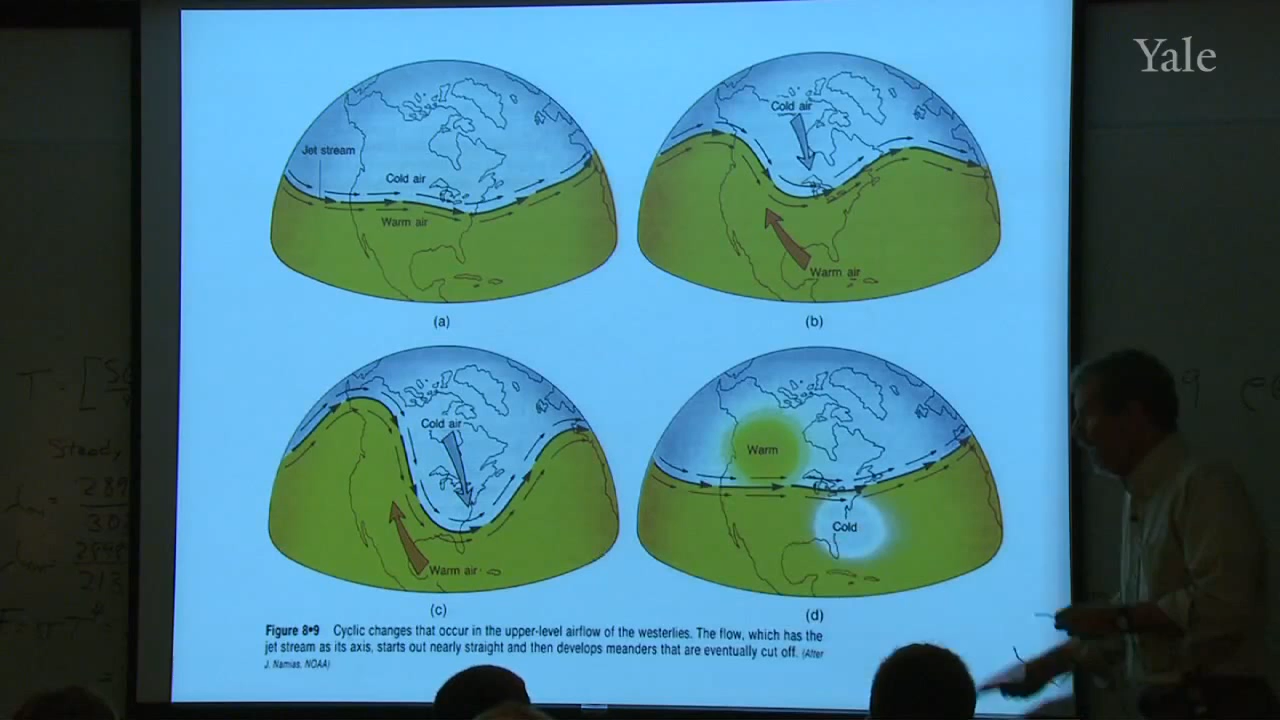 Yale
Jet stream
Cold air
Warm air
(a)
Cold air
Warm air
(b)
Cold air
Warm air
(c)
Warm
Cold
(d)
Figure 8•9 Cyclic changes that occur in the upper-level airflow of the westerlies. The flow, which has the
jet stream as its axis, starts out nearly straight and then develops meanders that are eventually cut off. (After
J. Namias, NOAA)